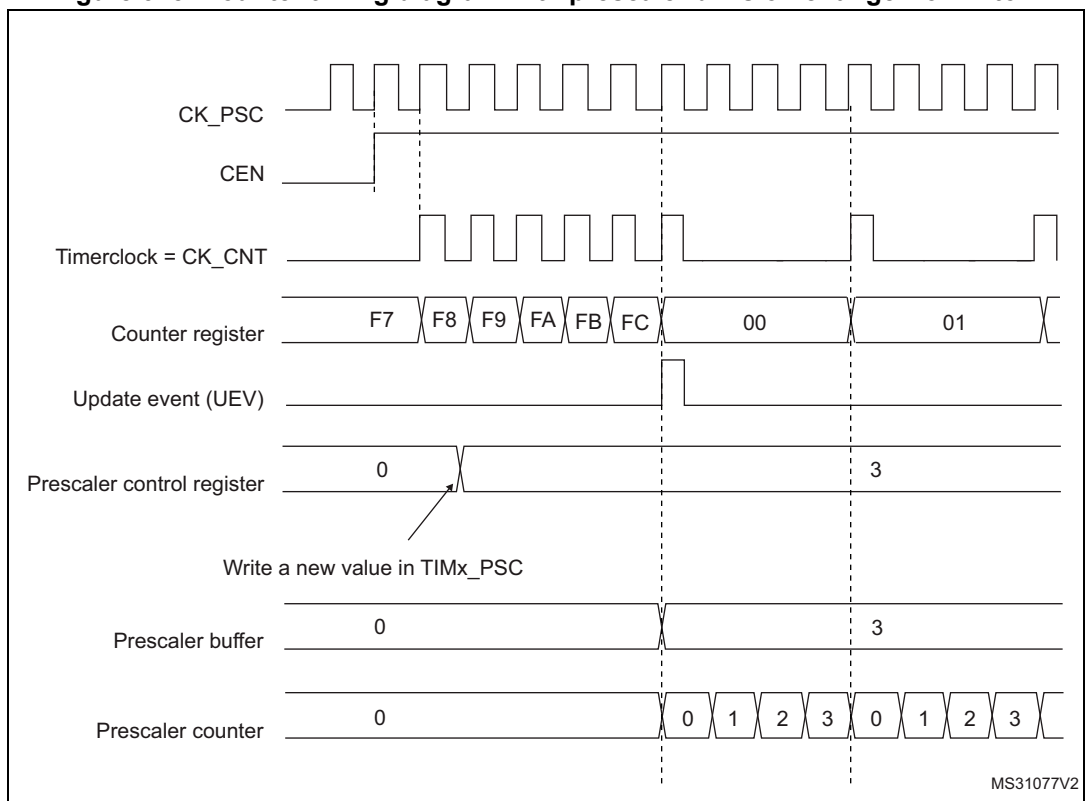 CK_PSC
CEN
Timerclock = CK_CNT
Counter register F7 F8 F9 FA FB FC 00 01
Update event (UEV)
Prescaler control register 0 3
Write a new value in TIMx_PSC
Prescaler buffer 0 3
Prescaler counter 0 0 1 2 3 0 1 2 3
MS31077V2